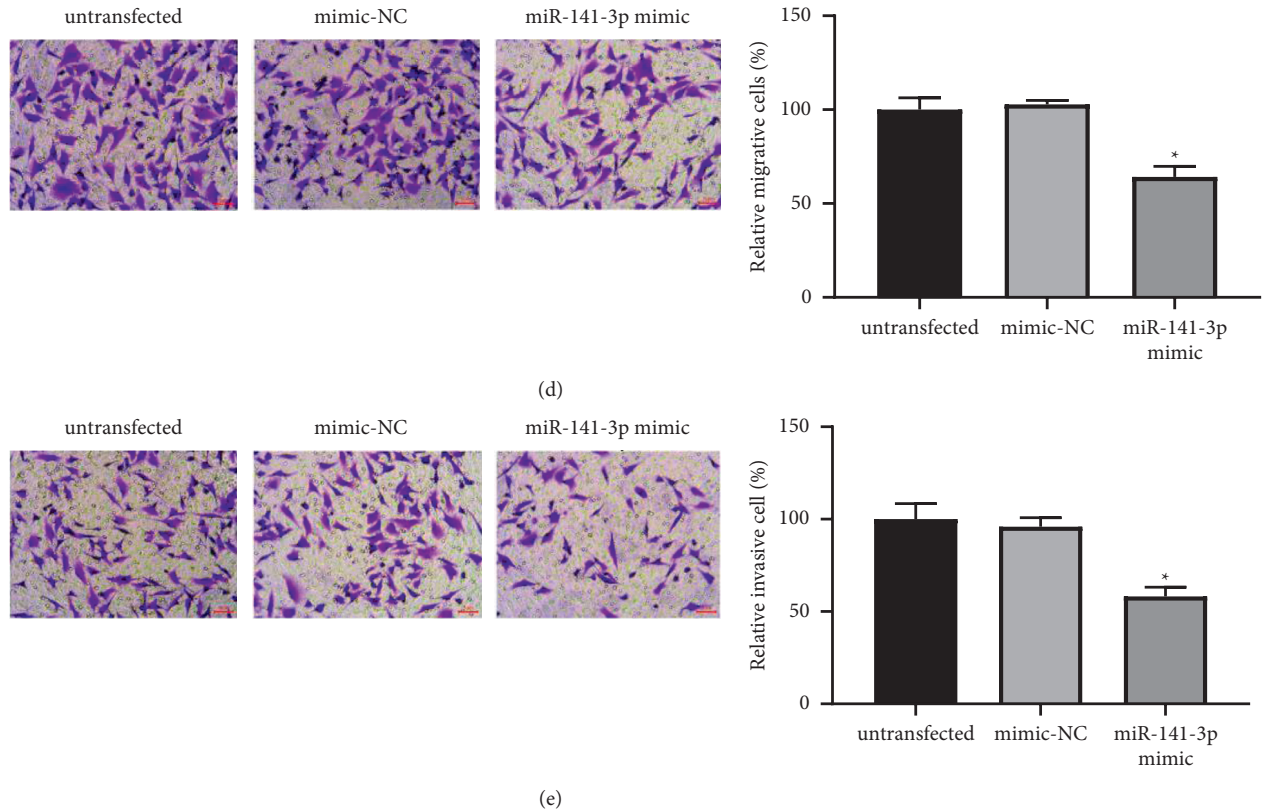 untransfected
mimic-NC
miR-141-3p mimic
150
100
50
0
Relative migrative cells (%)
*
untransfected
mimic-NC
miR-141-3p
mimic
(d)
untransfected
mimic-NC
miR-141-3p mimic
150
100
50
0
Relative invasive cell (%)
*
untransfected
mimic-NC
miR-141-3p
mimic
(e)